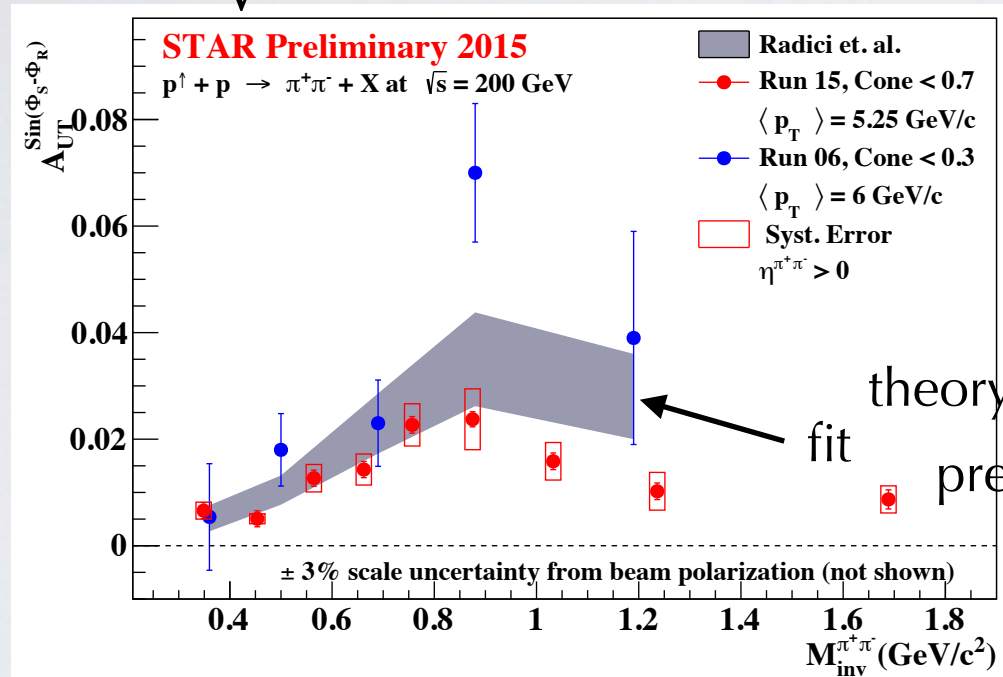 STAR Preliminary 2015
p↑ + p → π+π- + X at √s = 200 GeV
Radici et. al.
Run 15, Cone < 0.7
⟨ pT ⟩ = 5.25 GeV/c
Run 06, Cone < 0.3
⟨ pT ⟩ = 6 GeV/c
Syst. Error
ηπ+π- > 0
AUT Sin(ΦS-ΦR)
0.08
0.06
0.04
0.02
0
theory
fit
pre
± 3% scale uncertainty from beam polarization (not shown)
0.4 0.6 0.8 1 1.2 1.4 1.6 1.8
Minv π+π- (GeV/c2)